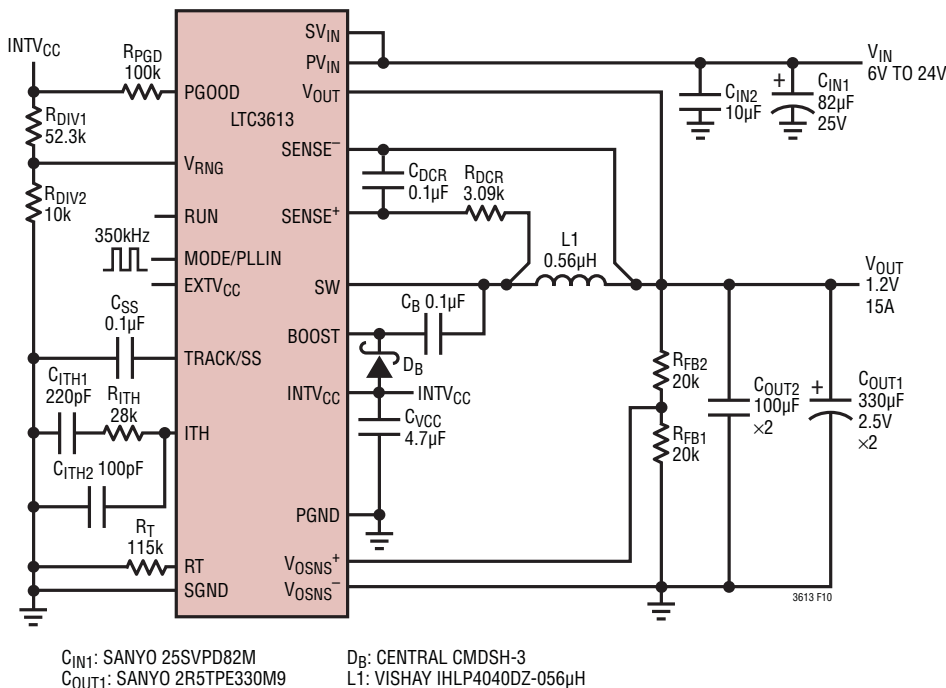 INTVCC
RPGD
100k
RDIV1
52.3k
RDIV2
10k
350kHz
CSS
0.1µF
CITH1
220pF
RITH
28k
CITH2 100pF
RT
115k
PGOOD
LTC3613
VRNG
RUN
MODE/PLLIN
EXTVCC
TRACK/SS
ITH
RT
SGND
SVIN
PVIN
VOUT
SENSE–
SENSE+
SW
BOOST
INTVCC
PGND
VOSNS+
VOSNS–
VIN
6V TO 24V
CIN2
10µF
+
CIN1
82µF
25V
CDCR
0.1µF
RDCR
3.09k
L1
0.56µH
CB 0.1µF
DB
INTVCC
CVCC
4.7µF
VOUT
1.2V
15A
RFB2
20k
RFB1
20k
COUT2
100µF
×2
+
COUT1
330µF
2.5V
×2
3613 F10
CIN1: SANYO 25SVPD82M
COUT1: SANYO 2R5TPE330M9
DB: CENTRAL CMDSH-3
L1: VISHAY IHLP4040DZ-056µH